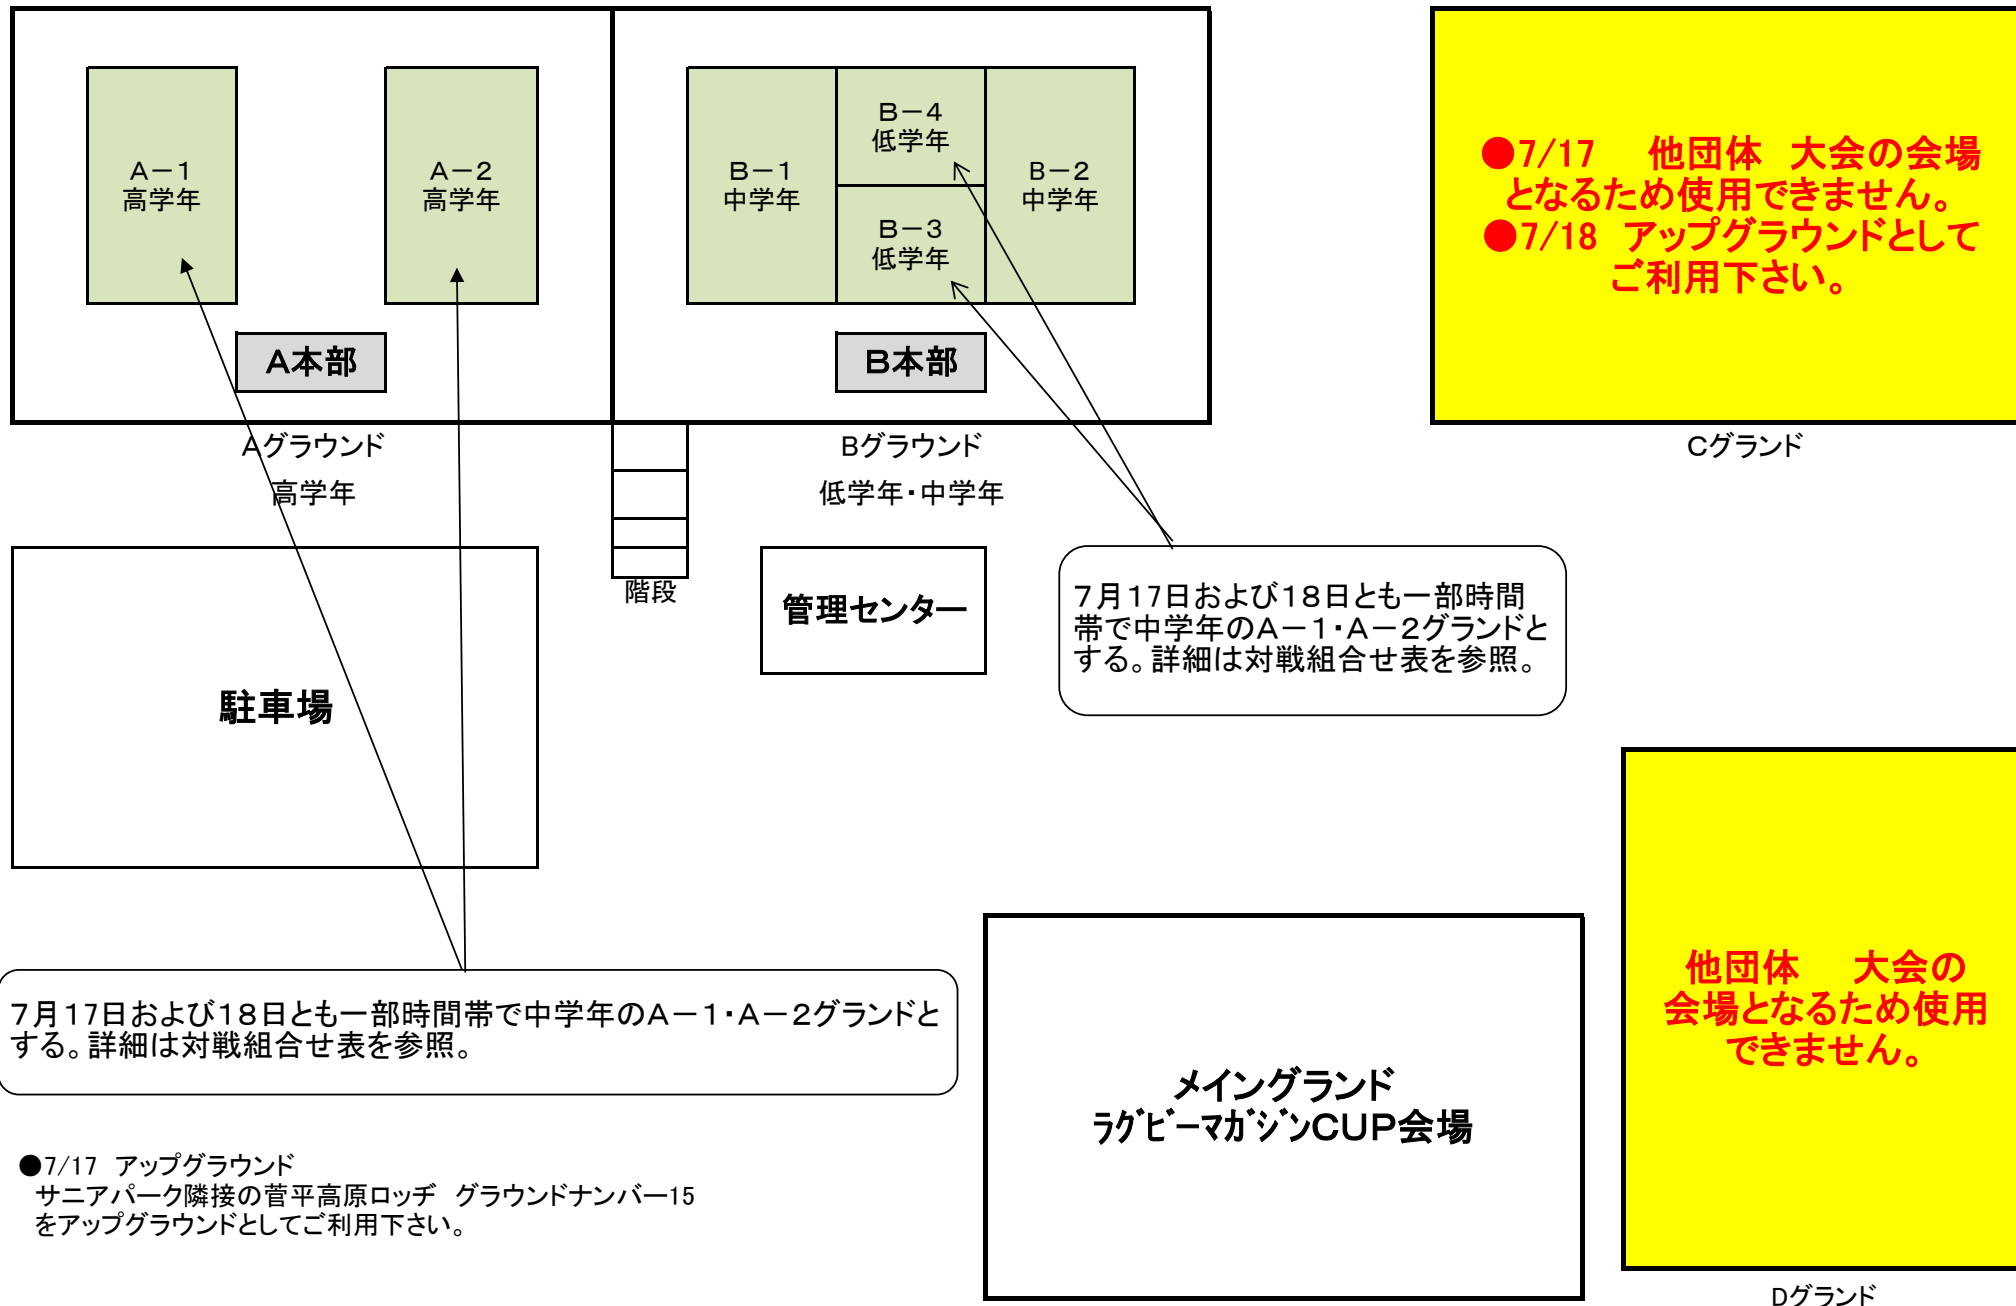 A-1
高学年
A-2
高学年
B-1
中学年
B-4
低学年
B-3
低学年
B-2
中学年
●7/17　他団体　大会の会場
となるため使用できません。
●7/18　アップグラウンドとして
ご利用下さい。
A本部
B本部
Aグラウンド
高学年
Bグラウンド
低学年・中学年
Cグランド
階段
管理センター
7月17日および18日とも一部時間
帯で中学年のA-1・A-2グランドと
する。詳細は対戦組合せ表を参照。
駐車場
他団体　大会の
会場となるため使用
できません。
7月17日および18日とも一部時間帯で中学年のA-1・A-2グランドと
する。詳細は対戦組合せ表を参照。
メイングランド
ﾗｸﾞﾋﾞｰﾏｶﾞｼﾞﾝCUP会場
●7/17　アップグラウンド
サニアパーク隣接の菅平高原ロッヂ　グラウンドナンバー15
をアップグラウンドとしてご利用下さい。
Dグランド